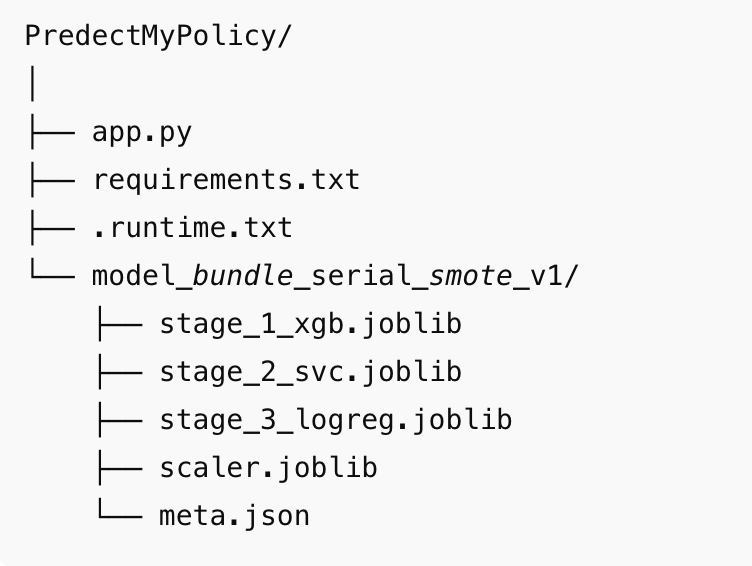 PredectMyPolicy/
│
├── app.py
├── requirements.txt
├── .runtime.txt
└── model_bundle_serial_smote_v1/
    ├── stage_1_xgb.joblib
    ├── stage_2_svc.joblib
    ├── stage_3_logreg.joblib
    ├── scaler.joblib
    └── meta.json